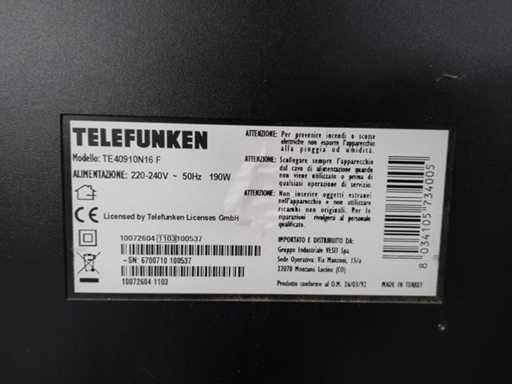 TELEFUNKEN
Modello: TE40910N16 F
ALIMENTAZIONE: 220-240V ~ 50Hz 190W
CE Licensed by Telefunken Licenses GmbH
10072604 1103 100537
-SN: 6700710 100537
10072604 1103
ATTENZIONE: Per prevenire incendi o scosse
elettriche non esporre l'apparecchio
alla pioggia od umidità.
ATTENZIONE: Scollegare sempre l'apparecchio
dal cavo di alimentazione quando
non viene utilizzato o prima di
qualsiasi operazione di servizio.
ATTENZIONE: Non inserire oggetti estranei
nell'apparecchio e non utilizzare
ricambi non originali. Per le
riparazioni rivolgersi al personale
qualificato.
IMPORTATO E DISTRIBUITO DA:
Gruppo Industriale VESIT Spa
Sede Operativa: Via Manzoni,
22070 Montano Lucino (CO)
Prodotto conforme al D.M. 26/03/92
MADE IN TURKEY
8 034105 734005